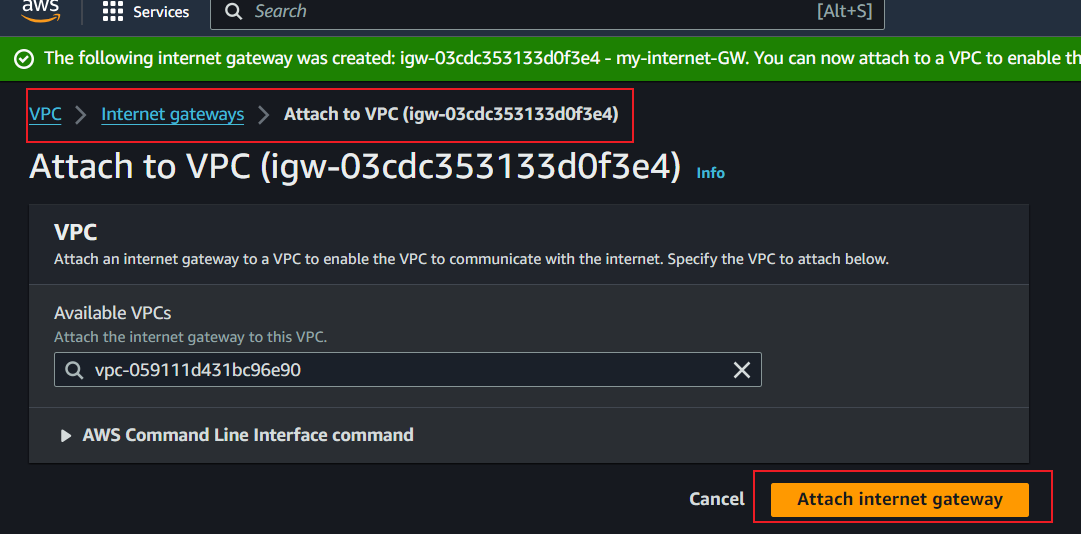 aws Services Search [Alt+S]
The following internet gateway was created: igw-03cdc353133d0f3e4 - my-internet-GW. You can now attach to a VPC to enable th
VPC Internet gateways Attach to VPC (igw-03cdc353133d0f3e4)
Attach to VPC (igw-03cdc353133d0f3e4) Info
VPC
Attach an internet gateway to a VPC to enable the VPC to communicate with the internet. Specify the VPC to attach below.
Available VPCs
Attach the internet gateway to this VPC.
vpc-059111d431bc96e90
AWS Command Line Interface command
Cancel Attach internet gateway